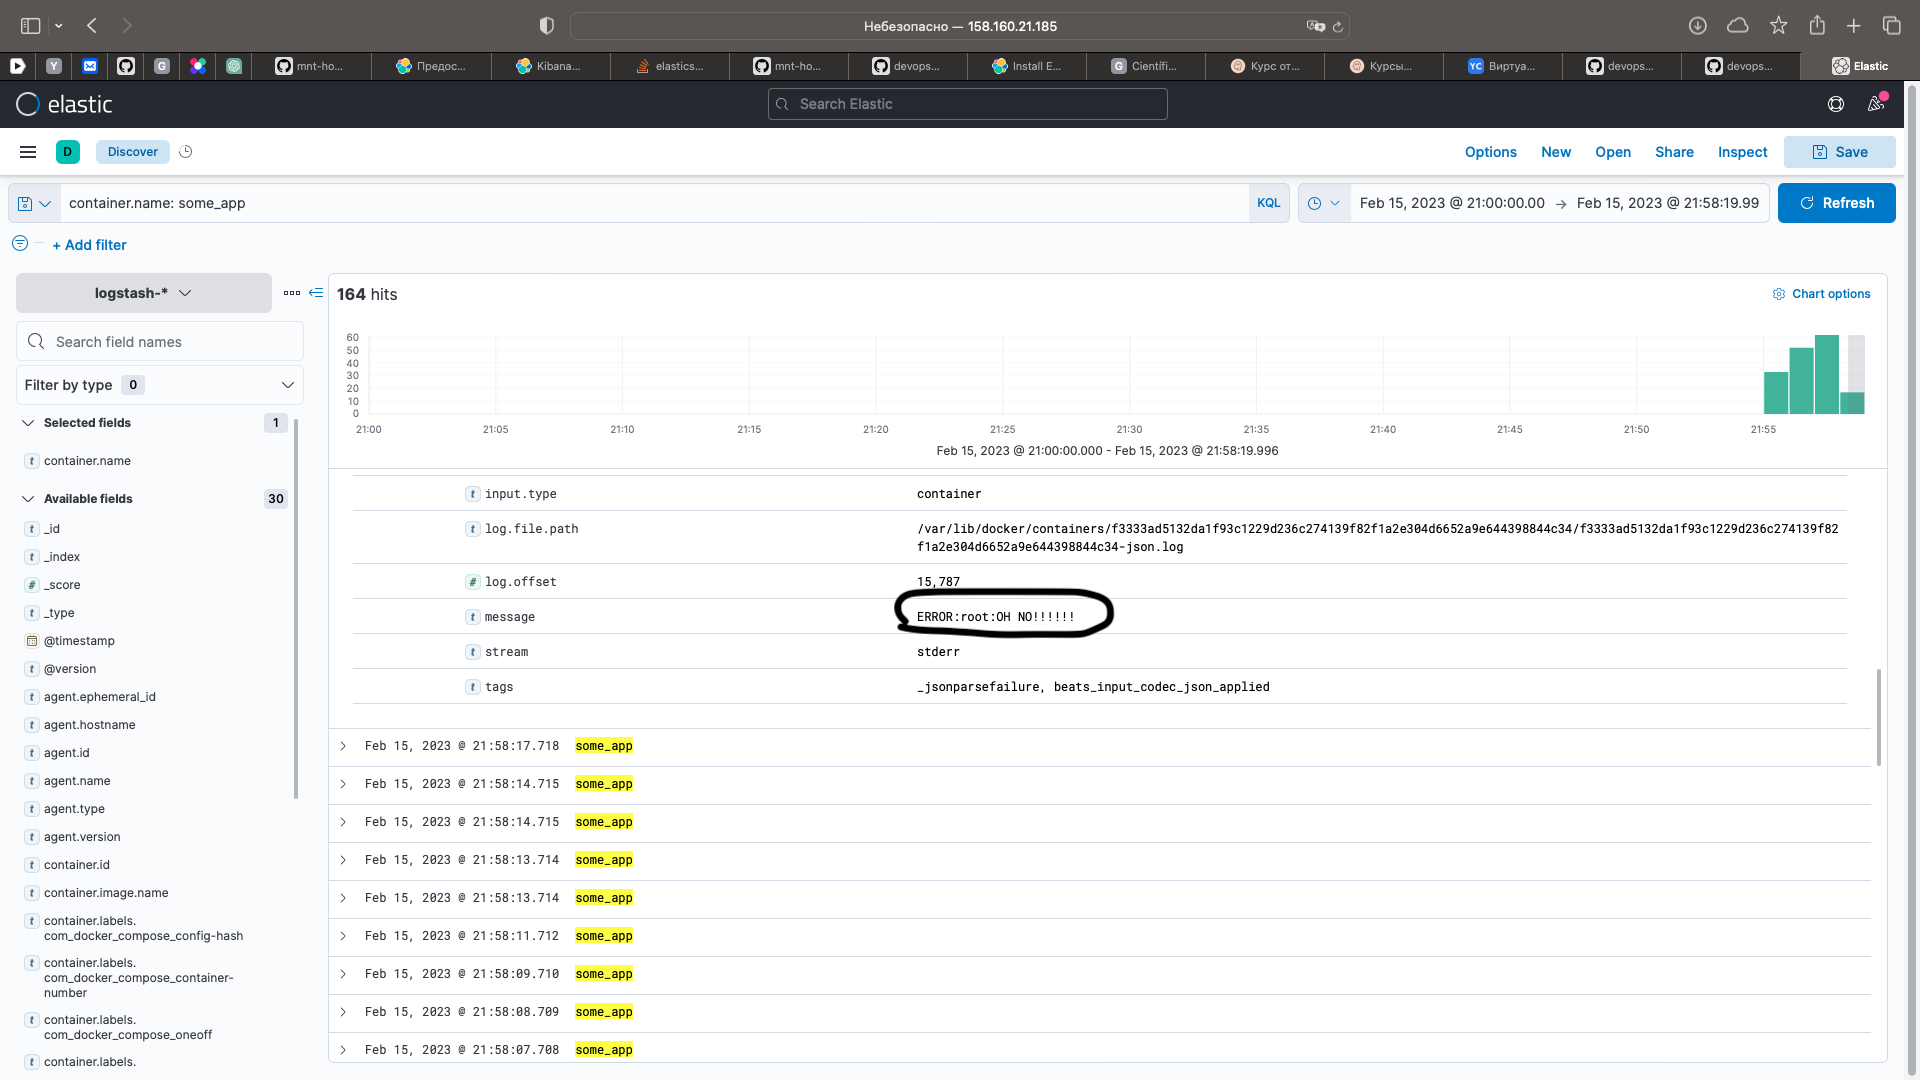 Небезопасно — 158.160.21.185
mnt-ho...
Предос...
Kibana...
elastics...
mnt-ho...
devops...
Install E...
Científi...
Курс от...
Курсы...
Виртуа...
devops...
devops...
Elastic
elastic
Search Elastic
D
Discover
Options
New
Open
Share
Inspect
Save
container.name: some_app
KQL
Feb 15, 2023 @ 21:00:00.00 → Feb 15, 2023 @ 21:58:19.99
Refresh
+ Add filter
logstash-*
Search field names
Filter by type 0
Selected fields 1
t container.name
Available fields 30
t _id
t _index
# _score
t _type
@timestamp
t @version
t agent.ephemeral_id
t agent.hostname
t agent.id
t agent.name
t agent.type
t agent.version
t container.id
t container.image.name
t container.labels.
com_docker_compose_config-hash
t container.labels.
com_docker_compose_container-
number
t container.labels.
com_docker_compose_oneoff
t container.labels.
164 hits
Chart options
60
50
40
30
20
10
0
21:00 21:05 21:10 21:15 21:20 21:25 21:30 21:35 21:40 21:45 21:50 21:55
Feb 15, 2023 @ 21:00:00.000 - Feb 15, 2023 @ 21:58:19.996
t input.type container
t log.file.path /var/lib/docker/containers/f3333ad5132da1f93c1229d236c274139f82f1a2e304d6652a9e644398844c34/f3333ad5132da1f93c1229d236c274139f82
f1a2e304d6652a9e644398844c34-json.log
# log.offset 15,787
t message ERROR:root:OH NO!!!!!!
t stream stderr
t tags _jsonparsefailure, beats_input_codec_json_applied
Feb 15, 2023 @ 21:58:17.718 some_app
Feb 15, 2023 @ 21:58:14.715 some_app
Feb 15, 2023 @ 21:58:14.715 some_app
Feb 15, 2023 @ 21:58:13.714 some_app
Feb 15, 2023 @ 21:58:13.714 some_app
Feb 15, 2023 @ 21:58:11.712 some_app
Feb 15, 2023 @ 21:58:09.710 some_app
Feb 15, 2023 @ 21:58:08.709 some_app
Feb 15, 2023 @ 21:58:07.708 some_app